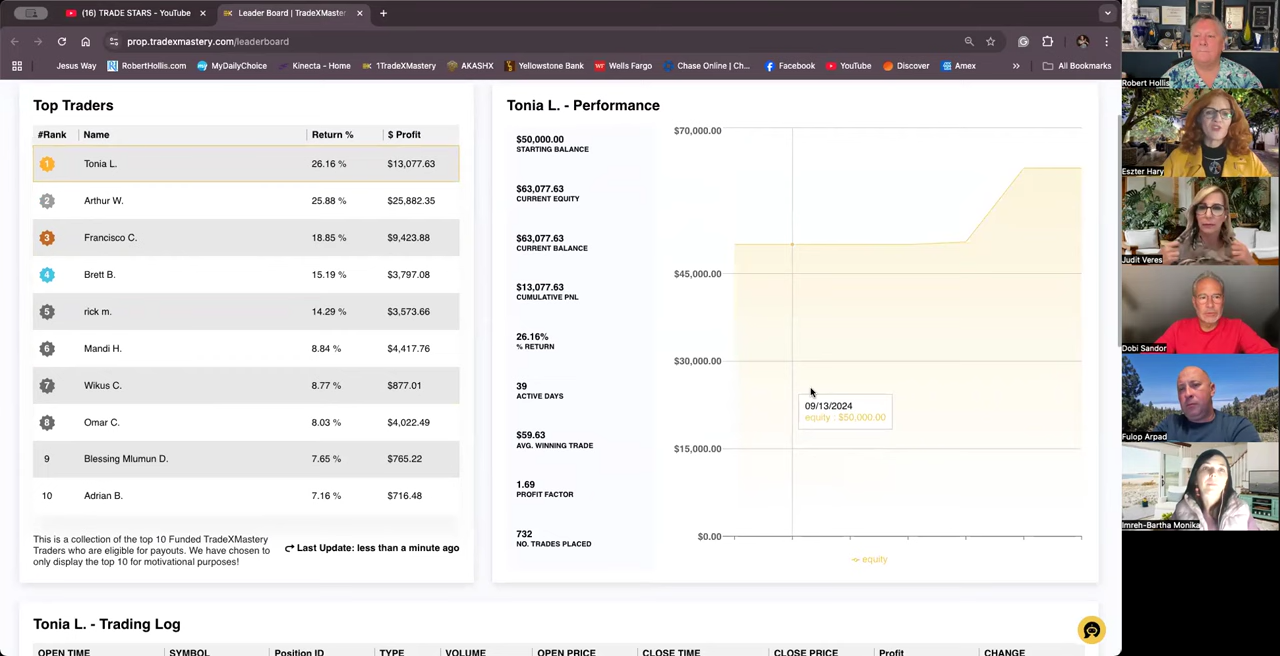 (16) TRADE STARS - YouTube
Leader Board | TradeXMaster
prop.tradexmastery.com/leaderboard
Jesus Way
RobertHollis.com
MyDailyChoice
Kinecta - Home
1TradeXMastery
AKASHX
Yellowstone Bank
Wells Fargo
Chase Online | Ch...
Facebook
YouTube
Discover
Amex
All Bookmarks
Top Traders
#Rank Name Return % $ Profit
1 Tonia L. 26.16 % $13,077.63
2 Arthur W. 25.88 % $25,882.35
3 Francisco C. 18.85 % $9,423.88
4 Brett B. 15.19 % $3,797.08
5 rick m. 14.29 % $3,573.66
6 Mandi H. 8.84 % $4,417.76
7 Wikus C. 8.77 % $877.01
8 Omar C. 8.03 % $4,022.49
9 Blessing Mlumun D. 7.65 % $765.22
10 Adrian B. 7.16 % $716.48
This is a collection of the top 10 Funded TradeXMastery
Traders who are eligible for payouts. We have chosen to
only display the top 10 for motivational purposes!
Last Update: less than a minute ago
Tonia L. - Performance
$50,000.00
STARTING BALANCE
$63,077.63
CURRENT EQUITY
$63,077.63
CURRENT BALANCE
$13,077.63
CUMULATIVE PNL
26.16%
% RETURN
39
ACTIVE DAYS
$59.63
AVG. WINNING TRADE
1.69
PROFIT FACTOR
732
NO. TRADES PLACED
$70,000.00
$45,000.00
$30,000.00
$15,000.00
$0.00
09/13/2024
equity : $50,000.00
equity
Tonia L. - Trading Log
OPEN TIME SYMBOL Position ID TYPE VOLUME OPEN PRICE CLOSE TIME CLOSE PRICE Profit CHANGE
Robert Hollis
Eszter Hary
Judit Veres
Dobi Sandor
Fulop Arpad
Imreh-Bartha Monika